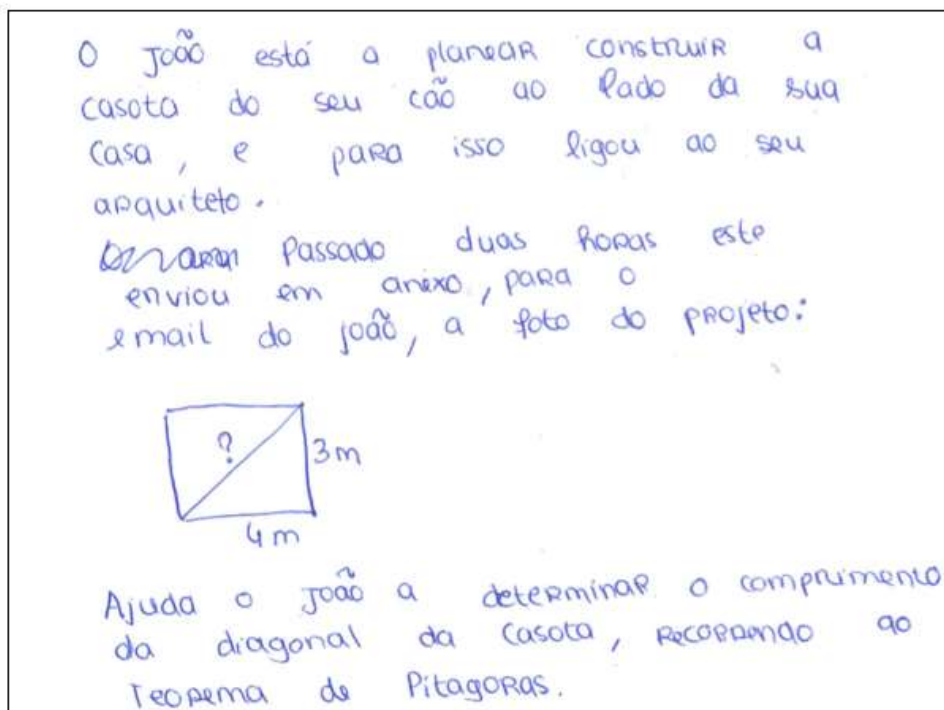 O João está a planear construir a
casota do seu cão ao lado da sua
casa, e para isso ligou ao seu
arquiteto.
Passado duas horas este
enviou em anexo, para o
email do joão, a foto do projeto:
?
3m
4m
Ajuda o João a determinar o comprimento
da diagonal da casota, recorrendo ao
Teorema de Pitagoras.